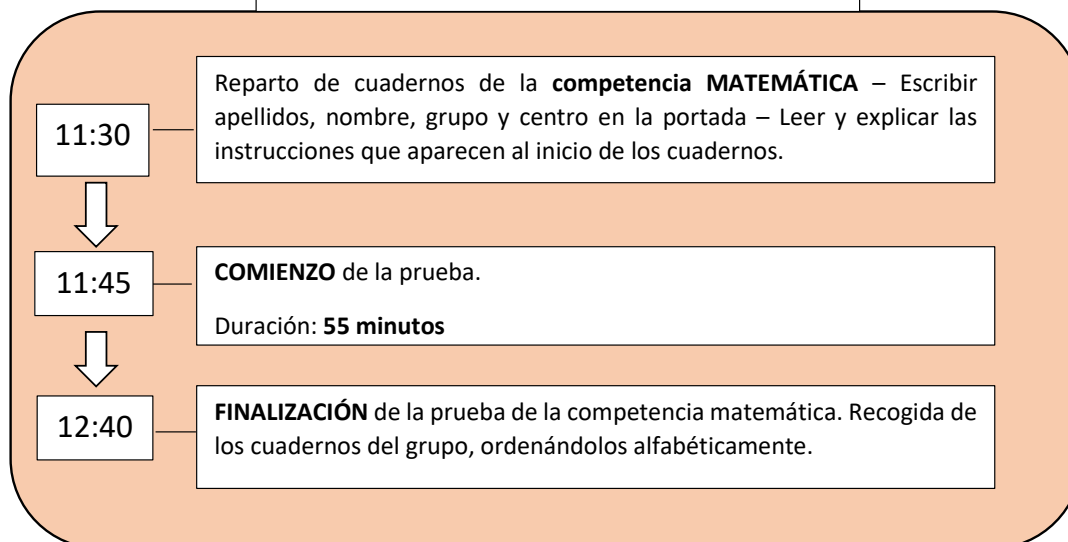 11:30
Reparto de cuadernos de la competencia MATEMÁTICA – Escribir
apellidos, nombre, grupo y centro en la portada – Leer y explicar las
instrucciones que aparecen al inicio de los cuadernos.
11:45
COMIENZO de la prueba.
Duración: 55 minutos
12:40
FINALIZACIÓN de la prueba de la competencia matemática. Recogida de
los cuadernos del grupo, ordenándolos alfabéticamente.